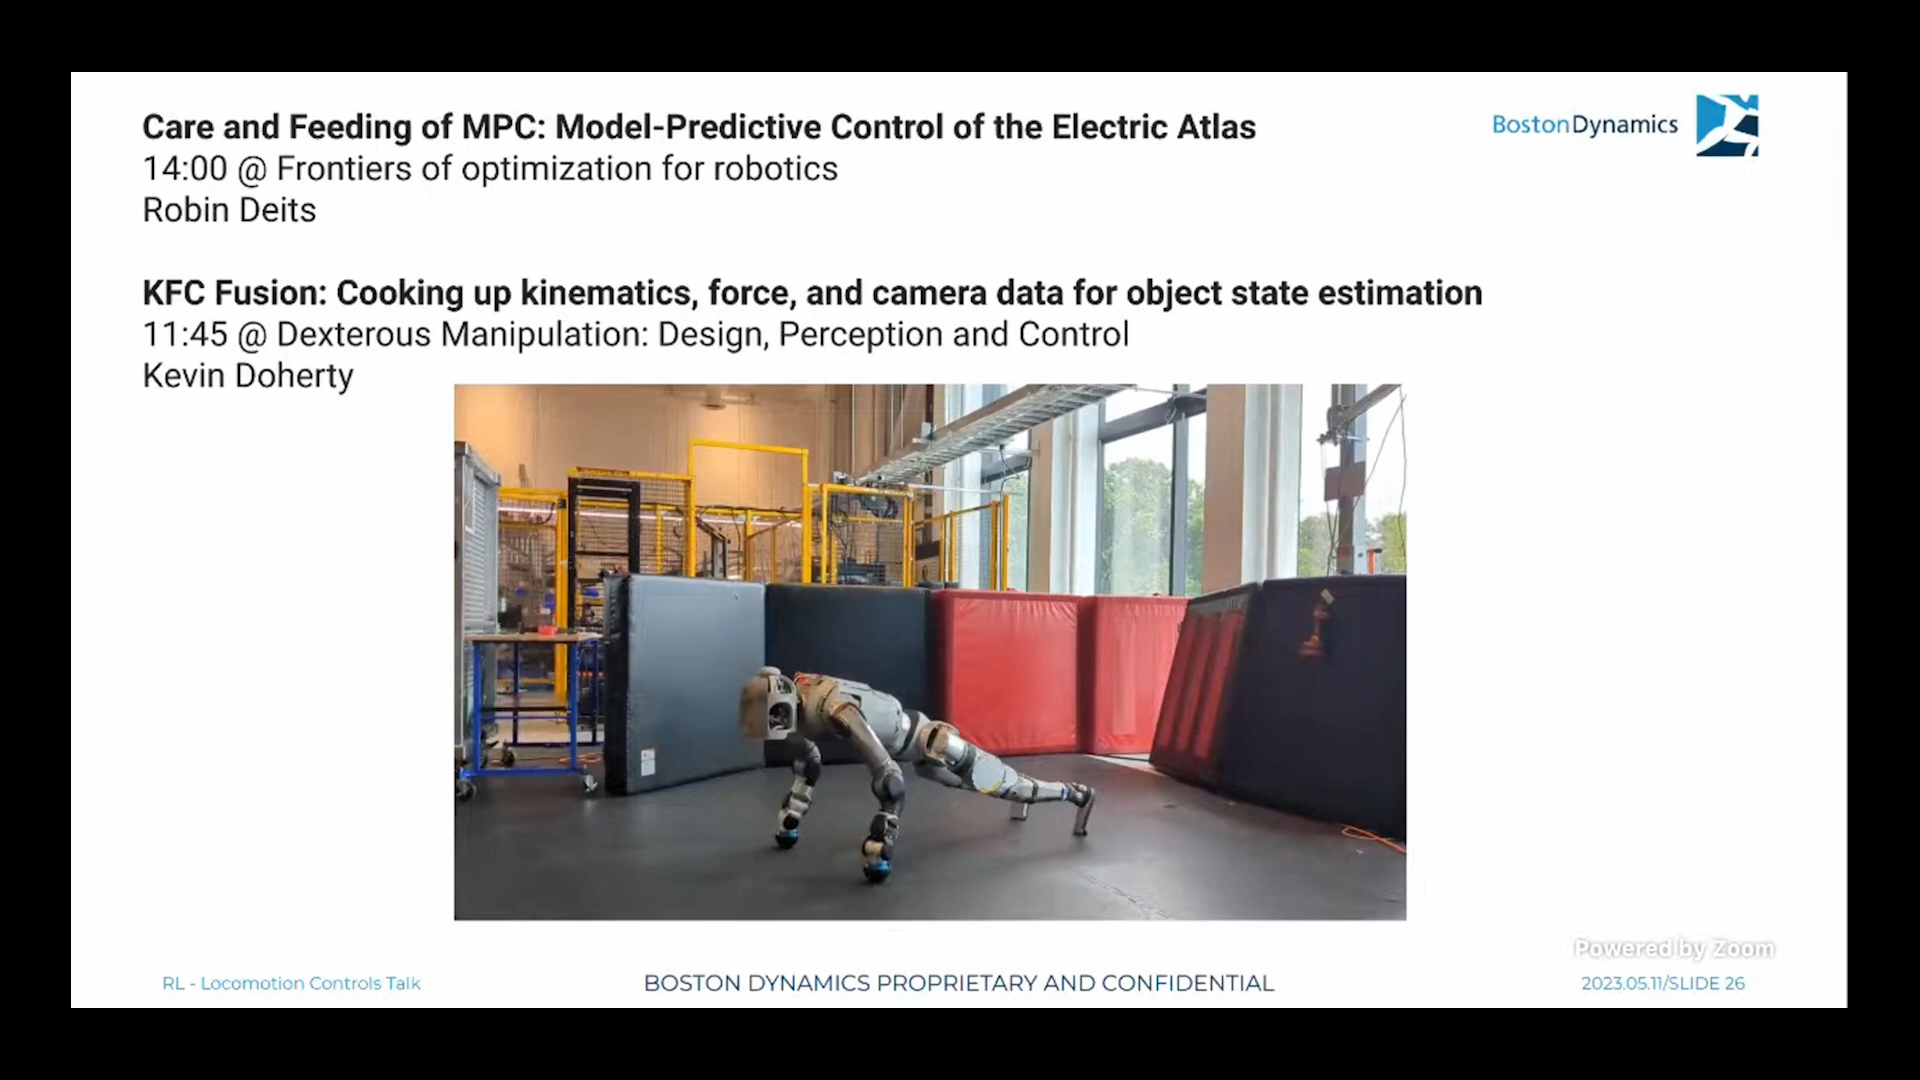 Care and Feeding of MPC: Model-Predictive Control of the Electric Atlas
14:00 @ Frontiers of optimization for robotics
Robin Deits
BostonDynamics
KFC Fusion: Cooking up kinematics, force, and camera data for object state estimation
11:45 @ Dexterous Manipulation: Design, Perception and Control
Kevin Doherty
Powered by Zoom
RL - Locomotion Controls Talk
BOSTON DYNAMICS PROPRIETARY AND CONFIDENTIAL
2023.05.11/SLIDE 26